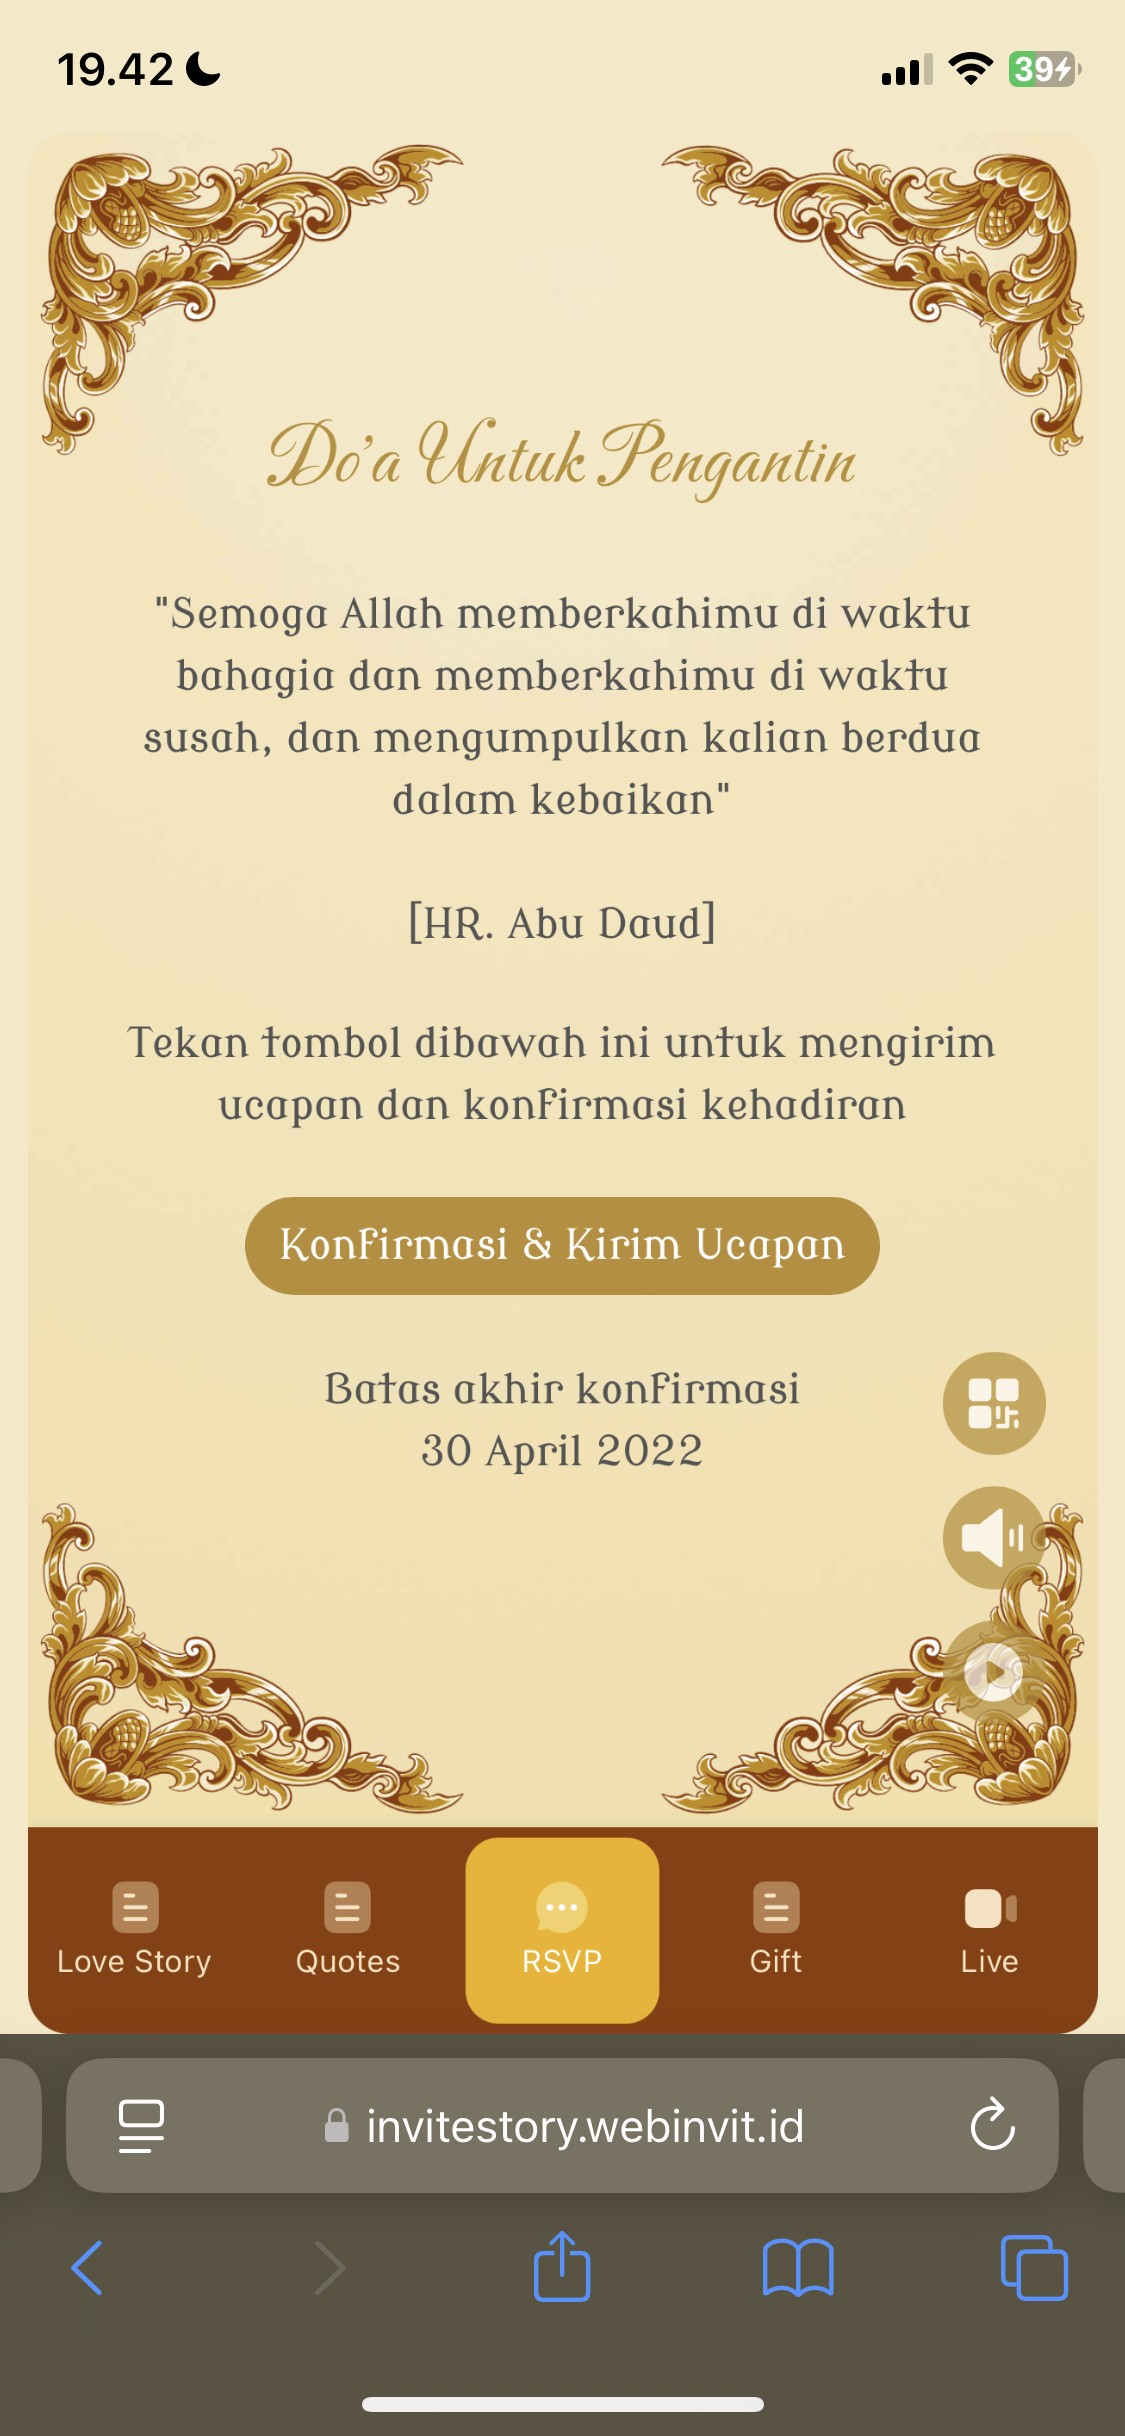 19.42
39
Do'a Untuk Pengantin
"Semoga Allah memberkahimu di waktu
bahagia dan memberkahimu di waktu
susah, dan mengumpulkan kalian berdua
dalam kebaikan"
[HR. Abu Daud]
Tekan tombol dibawah ini untuk mengirim
ucapan dan konfirmasi kehadiran
Konfirmasi & Kirim Ucapan
Batas akhir konfirmasi
30 April 2022
Love Story
Quotes
RSVP
Gift
Live
invitestory.webinvit.id